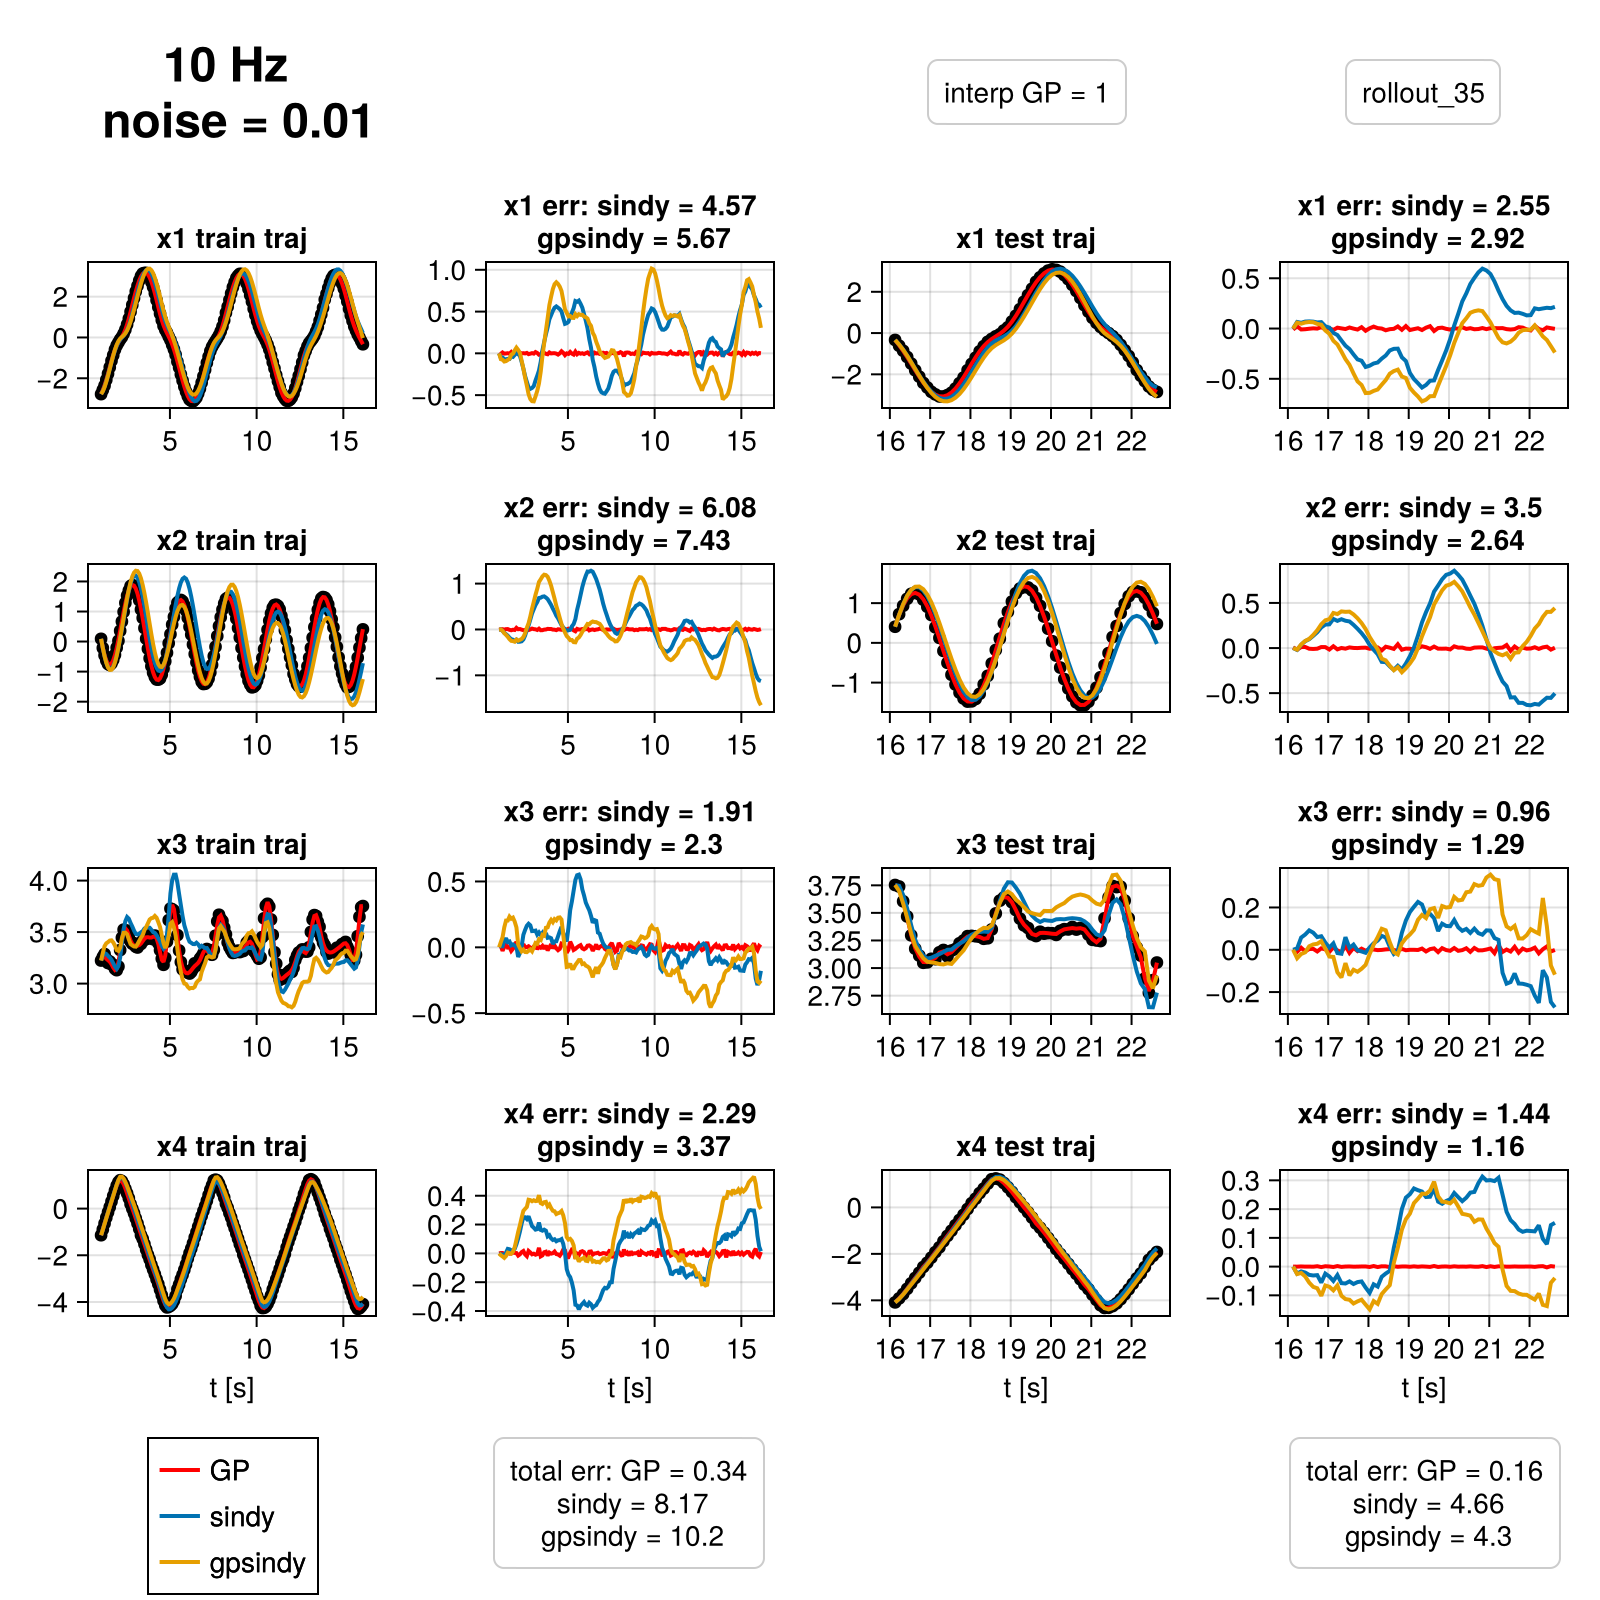 10 Hz
noise = 0.01
interp GP = 1
rollout_35
x1 train traj
2
0
−2
5 10 15
x1 err: sindy = 4.57
gpsindy = 5.67
1.0
0.5
0.0
−0.5
5 10 15
x1 test traj
2
0
−2
16 17 18 19 20 21 22
x1 err: sindy = 2.55
gpsindy = 2.92
0.5
0.0
−0.5
16 17 18 19 20 21 22
x2 train traj
2
1
0
−1
−2
5 10 15
x2 err: sindy = 6.08
gpsindy = 7.43
1
0
−1
5 10 15
x2 test traj
1
0
−1
16 17 18 19 20 21 22
x2 err: sindy = 3.5
gpsindy = 2.64
0.5
0.0
−0.5
16 17 18 19 20 21 22
x3 train traj
4.0
3.5
3.0
5 10 15
x3 err: sindy = 1.91
gpsindy = 2.3
0.5
0.0
−0.5
5 10 15
x3 test traj
3.75
3.50
3.25
3.00
2.75
16 17 18 19 20 21 22
x3 err: sindy = 0.96
gpsindy = 1.29
0.2
0.0
−0.2
16 17 18 19 20 21 22
x4 train traj
0
−2
−4
5 10 15
t [s]
x4 err: sindy = 2.29
gpsindy = 3.37
0.4
0.2
0.0
−0.2
−0.4
5 10 15
t [s]
x4 test traj
0
−2
−4
16 17 18 19 20 21 22
t [s]
x4 err: sindy = 1.44
gpsindy = 1.16
0.3
0.2
0.1
0.0
−0.1
16 17 18 19 20 21 22
t [s]
GP
sindy
gpsindy
total err: GP = 0.34
sindy = 8.17
gpsindy = 10.2
total err: GP = 0.16
sindy = 4.66
gpsindy = 4.3